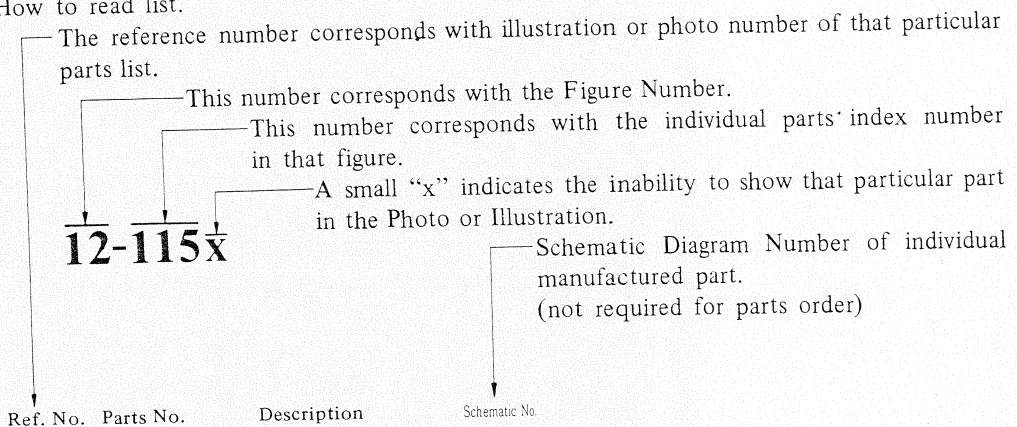 How to read list.
The reference number corresponds with illustration or photo number of that particular
parts list.
This number corresponds with the Figure Number.
This number corresponds with the individual parts' index number
in that figure.
A small “x” indicates the inability to show that particular part
in the Photo or Illustration.
12-115x
Schematic Diagram Number of individual
manufactured part.
(not required for parts order)
Ref. No. Parts No. Description Schematic No.